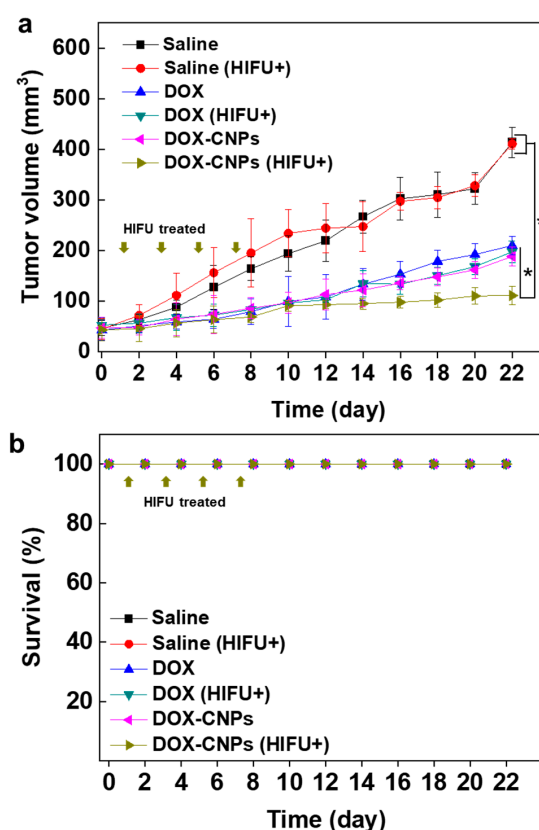 a
Tumor volume (mm³)
600
500
400
300
200
100
0
Saline
Saline (HIFU+)
DOX
DOX (HIFU+)
DOX-CNPs
DOX-CNPs (HIFU+)
HIFU treated
*
0 2 4 6 8 10 12 14 16 18 20 22
Time (day)
b
Survival (%)
100
80
60
40
20
HIFU treated
Saline
Saline (HIFU+)
DOX
DOX (HIFU+)
DOX-CNPs
DOX-CNPs (HIFU+)
0 2 4 6 8 10 12 14 16 18 20 22
Time (day)